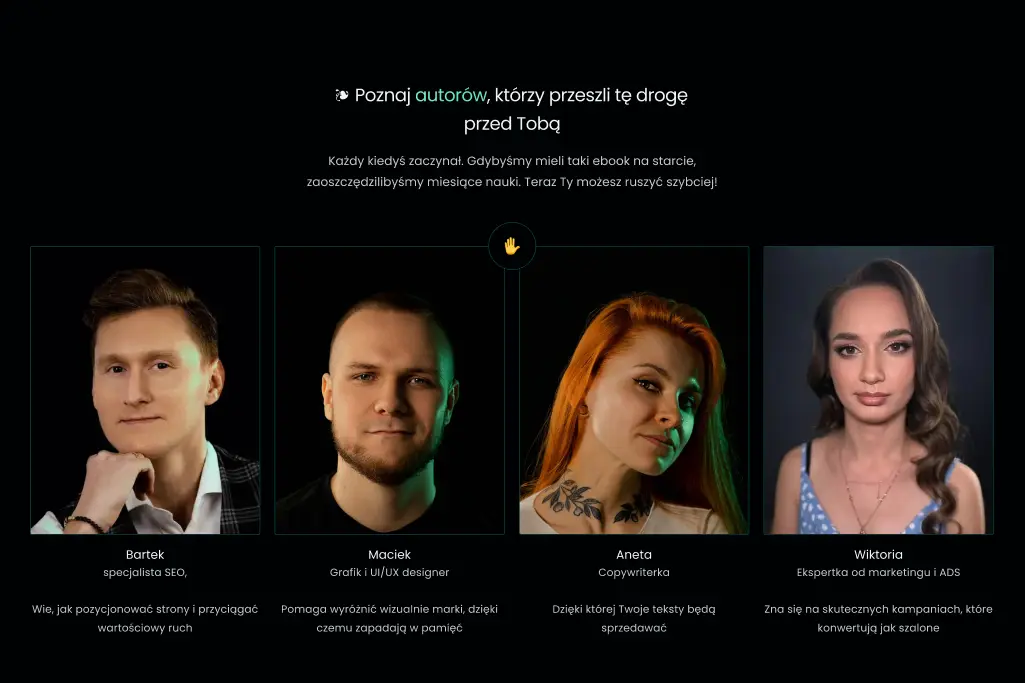 ❧ Poznaj autorów, którzy przeszli tę drogę
przed Tobą
Każdy kiedyś zaczynał. Gdybyśmy mieli taki ebook na starcie,
zaoszczędzilibyśmy miesiące nauki. Teraz Ty możesz ruszyć szybciej!
Bartek
specjalista SEO,
Wie, jak pozycjonować strony i przyciągać
wartościowy ruch
Maciek
Grafik i UI/UX designer
Pomaga wyróżnić wizualnie marki, dzięki
czemu zapadają w pamięć
Aneta
Copywriterka
Dzięki której Twoje teksty będą
sprzedawać
Wiktoria
Ekspertka od marketingu i ADS
Zna się na skutecznych kampaniach, które
konwertują jak szalone